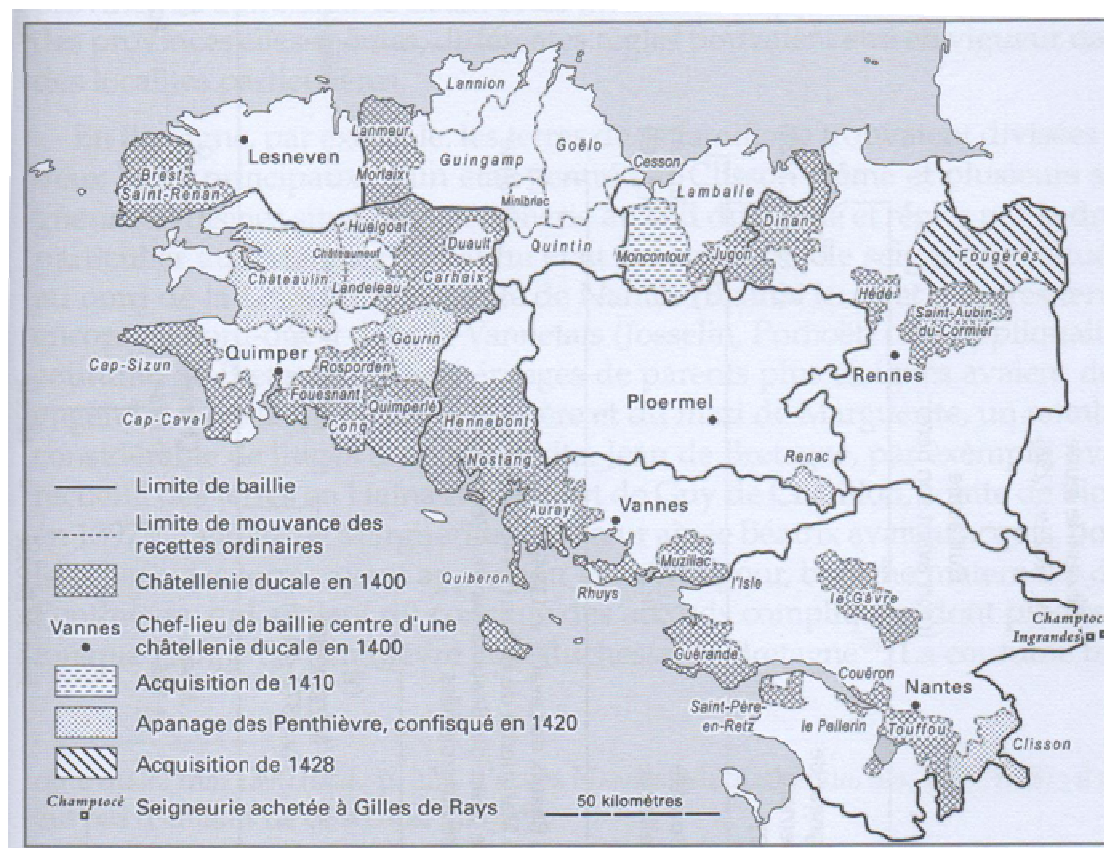 Lannion
Lesneven
Lanmeur
Goëlo
Guingamp
Cesson
Brest
Morlaix
Lamballe
Saint-Renan
Minibriac
Dinan
Huelgoat
Duault
Quintin
Châteauneuf
Moncontour
Jugon
Fougères
Châteaulin
Carhaix
Landeleau
Hédé
Saint-Aubin
du-Cormier
Gourin
Quimper
Cap-Sizun
Rosporden
Rennes
Fouesnant
Quimperlé
Ploermel
Cap-Caval
Conq
Hennebont
Nostang
Renac
Auray
Vannes
Muzillac
Quiberon
Rhuys
l'Isle
le Gâvre
Champtocé
Ingrandes
Guérande
Couëron
Nantes
Saint-Père-
en-Retz
le Pellerin
Touffou
Clisson
Limite de baillie
Limite de mouvance des
recettes ordinaires
Châtellenie ducale en 1400
Vannes Chef-lieu de baillie centre d'une
châtellenie ducale en 1400
Acquisition de 1410
Apanage des Penthièvre, confisqué en 1420
Acquisition de 1428
Champtocé Seigneurie achetée à Gilles de Rays
50 kilomètres